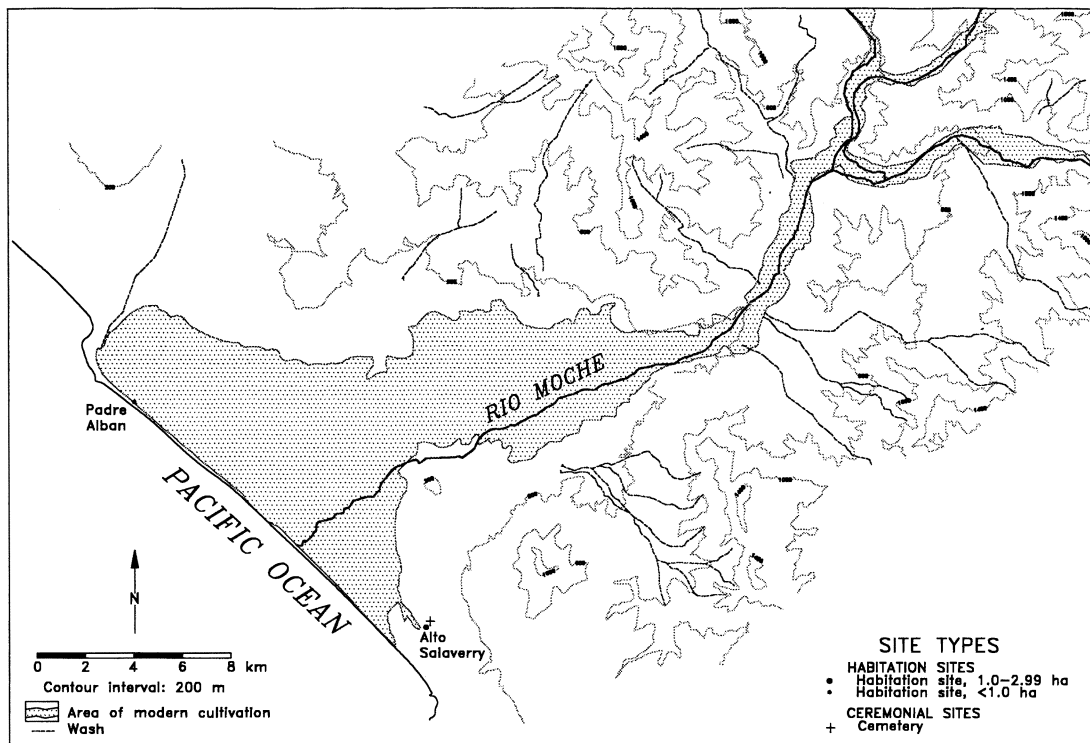 RIO MOCHE
Padre
Alban
PACIFIC OCEAN
N
Alto
Salaverry
0 2 4 6 8 km
Contour interval: 200 m
Area of modern cultivation
Wash
SITE TYPES
HABITATION SITES
Habitation site, 1.0-2.99 ha
Habitation site, <1.0 ha
CEREMONIAL SITES
Cemetery